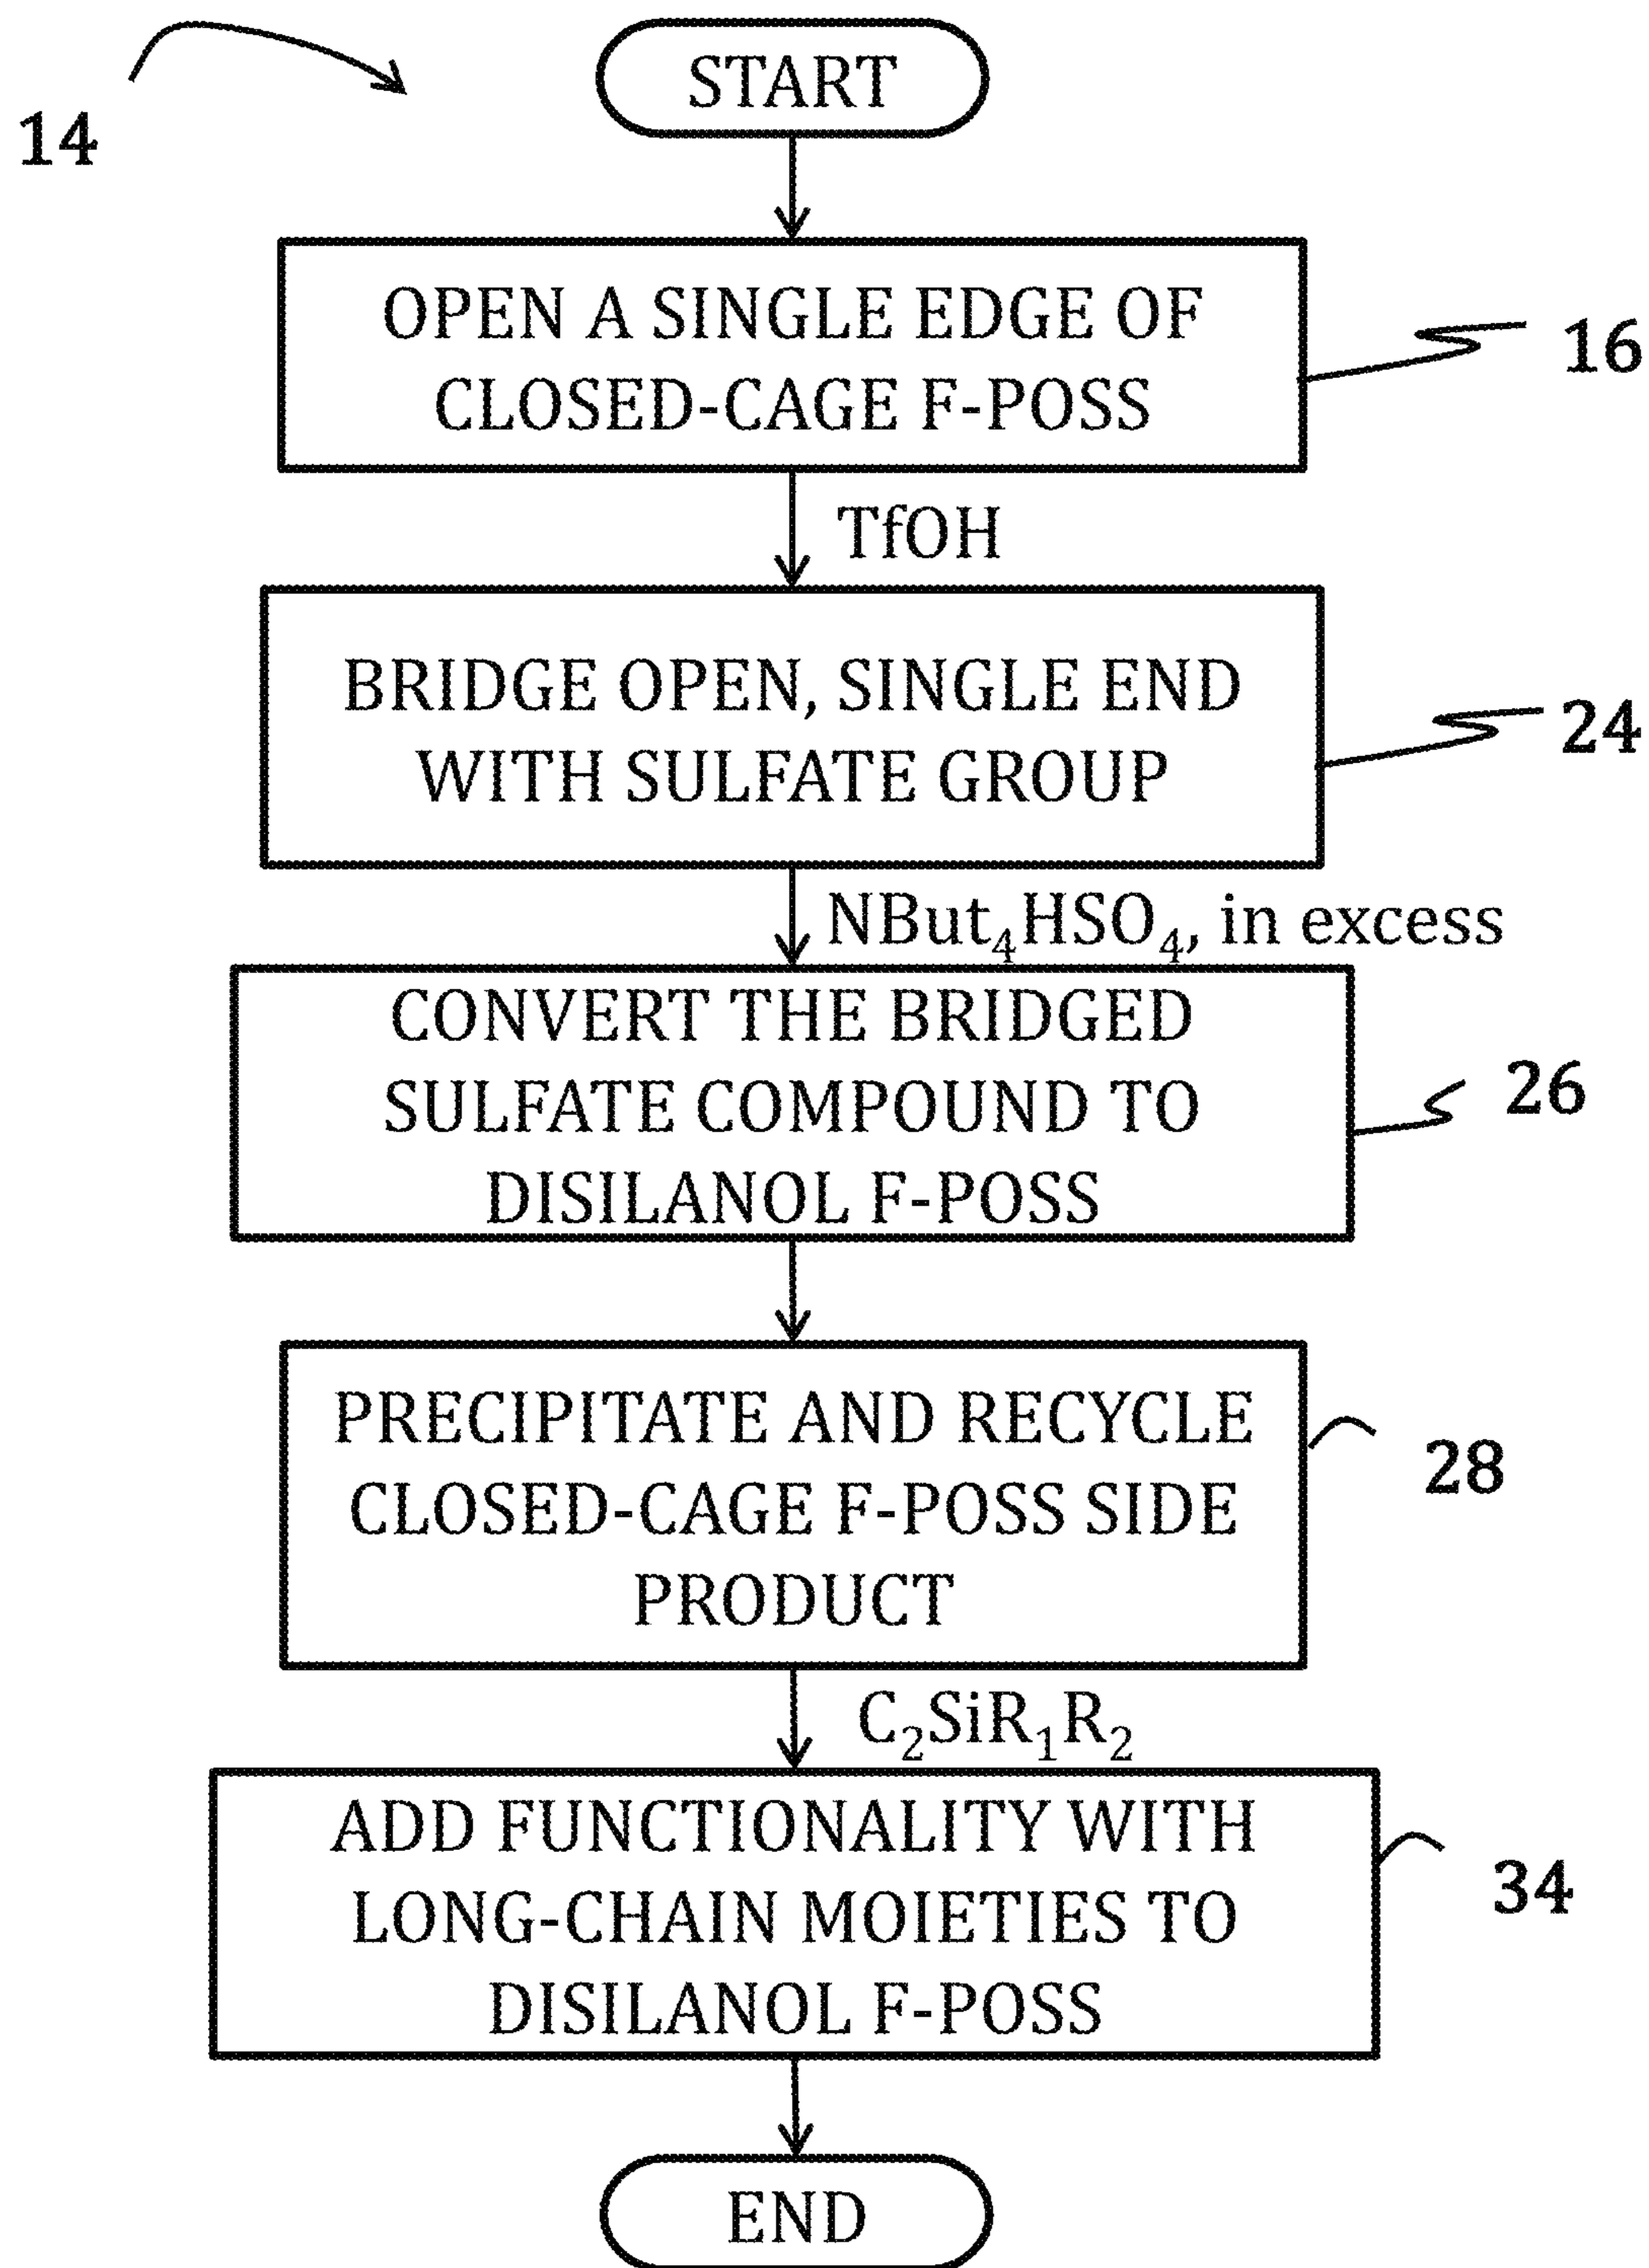 14
START
OPEN A SINGLE EDGE OF
CLOSED-CAGE F-POSS
16
TfOH
BRIDGE OPEN, SINGLE END
WITH SULFATE GROUP
24
NBut₄HSO₄, in excess
CONVERT THE BRIDGED
SULFATE COMPOUND TO
DISILANOL F-POSS
26
PRECIPITATE AND RECYCLE
CLOSED-CAGE F-POSS SIDE
PRODUCT
28
C₂SiR₁R₂
ADD FUNCTIONALITY WITH
LONG-CHAIN MOIETIES TO
DISILANOL F-POSS
34
END